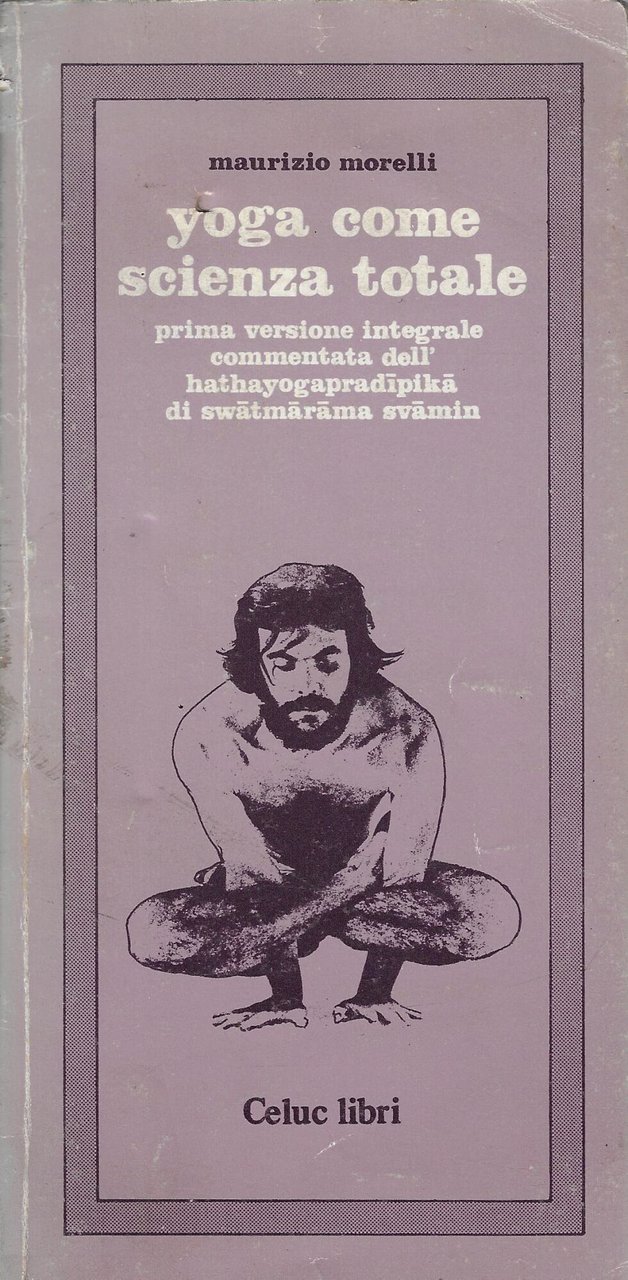 maurizio morelli
yoga come
scienza totale
prima versione integrale
commentata dell'
hathayogapradīpikā
di swātmārāma svāmin
Celuc libri